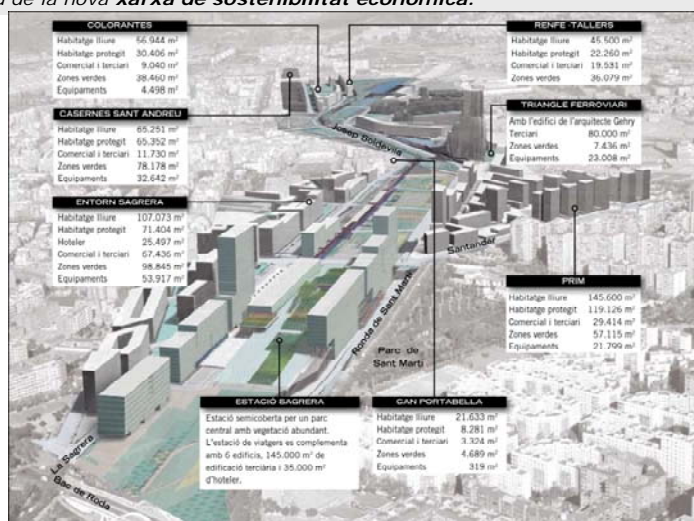 de la nova xarxa de sostenibilitat econòmica.
COLORANTES
Habitatge lliure 56.944 m²
Habitatge protegit 30.406 m²
Comercial i terciari 9.040 m²
Zones verdes 38.460 m²
Equipaments 4.498 m²
RENFE-TALLERS
Habitatge lliure 45.500 m²
Habitatge protegit 22.260 m²
Comercial i terciari 19.531 m²
Zones verdes 36.079 m²
CASERNES SANT ANDREU
Habitatge lliure 65.251 m²
Habitatge protegit 65.352 m²
Comercial i terciari 11.730 m²
Zones verdes 78.178 m²
Equipaments 32.642 m²
TRIANGLE FERROVIARI
Amb l'edifici de l'arquitecte Gehry
Terciari 80.000 m²
Zones verdes 7.436 m²
Equipaments 23.008 m²
Josep Soldevila
ENTORN SAGRERA
Habitatge lliure 107.073 m²
Habitatge protegit 71.404 m²
Hoteler 25.497 m²
Comercial i terciari 67.436 m²
Zones verdes 98.845 m²
Equipaments 53.917 m²
Santander
PRIM
Habitatge lliure 145.600 m²
Habitatge protegit 119.126 m²
Comercial i terciari 29.414 m²
Zones verdes 57.115 m²
Equipaments 21.799 m²
Ronda de Sant Martí
Parc de
Sant Martí
ESTACIÓ SAGRERA
Estació semicoberta per un parc
central amb vegetació abundant.
L'estació de viatgers es complementa
amb 6 edificis, 145.000 m² de
edificació terciària i 35.000 m²
d'hoteler.
CAN PORTABELLA
Habitatge lliure 21.633 m²
Habitatge protegit 8.281 m²
Comercial i terciari 3.324 m²
Zones verdes 4.689 m²
Equipaments 319 m²
La Sagrera
Bac de Roda